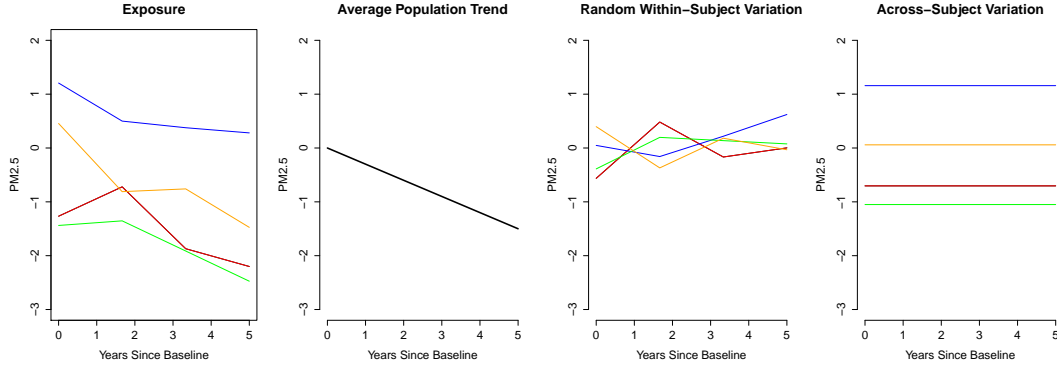 Exposure
PM2.5
2
1
0
−1
−2
−3
0 1 2 3 4 5
Years Since Baseline
Average Population Trend
PM2.5
2
1
0
−1
−2
−3
0 1 2 3 4 5
Years Since Baseline
Random Within−Subject Variation
PM2.5
2
1
0
−1
−2
−3
0 1 2 3 4 5
Years Since Baseline
Across−Subject Variation
PM2.5
2
1
0
−1
−2
−3
0 1 2 3 4 5
Years Since Baseline